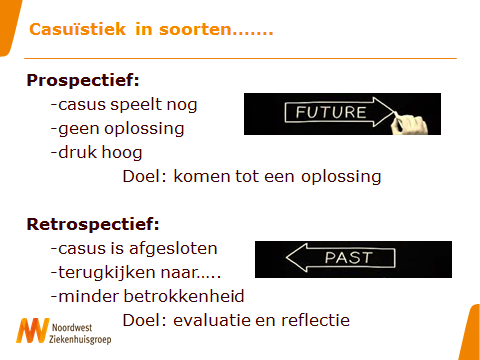 Casuïstiek in soorten…….
Prospectief:
-casus speelt nog
-geen oplossing
-druk hoog
Doel: komen tot een oplossing
FUTURE
Retrospectief:
-casus is afgesloten
-terugkijken naar…..
-minder betrokkenheid
Doel: evaluatie en reflectie
PAST
Noordwest
Ziekenhuisgroep